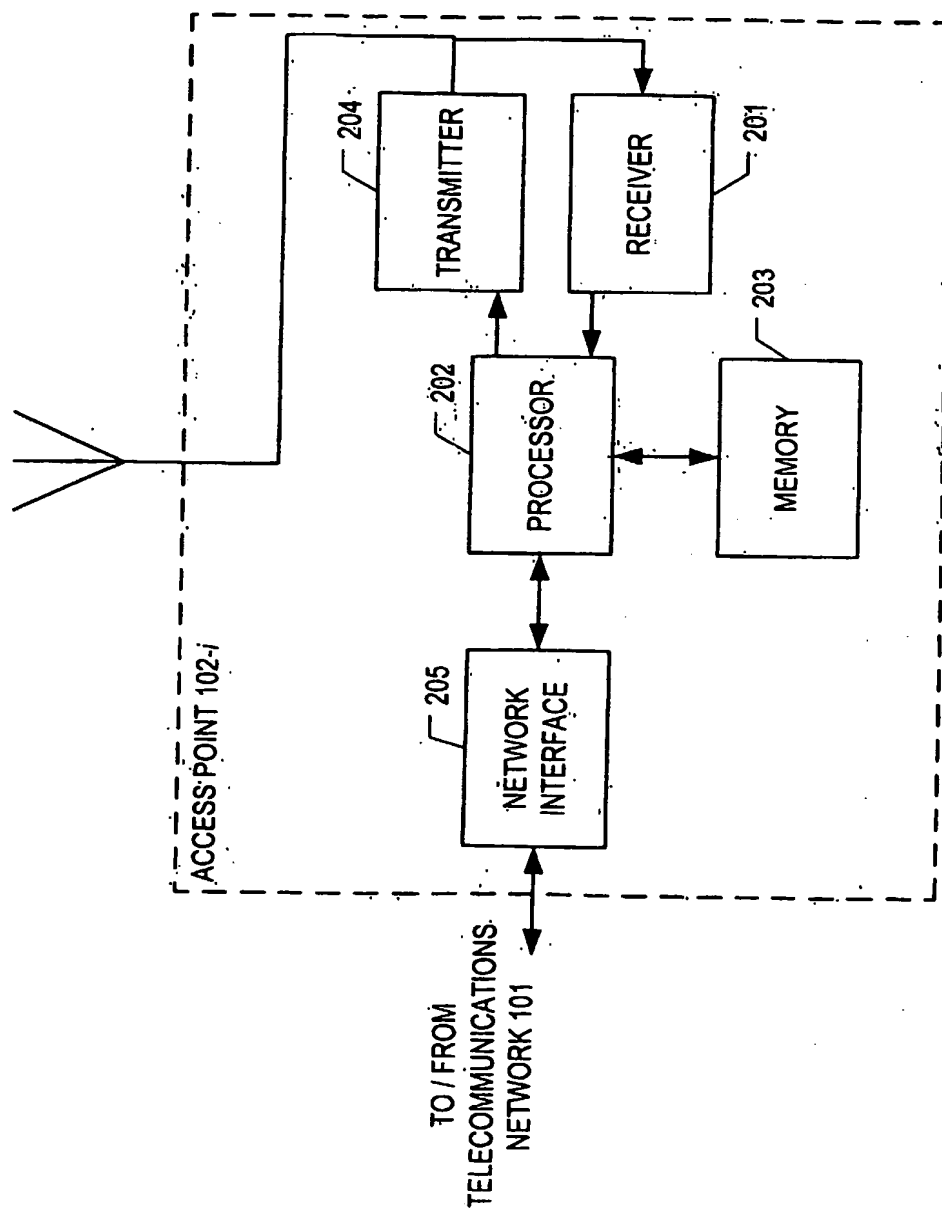 ACCESS POINT 102-i
204
TRANSMITTER
202
PROCESSOR
RECEIVER
201
205
NETWORK
INTERFACE
203
MEMORY
TO / FROM
TELECOMMUNICATIONS
NETWORK 101